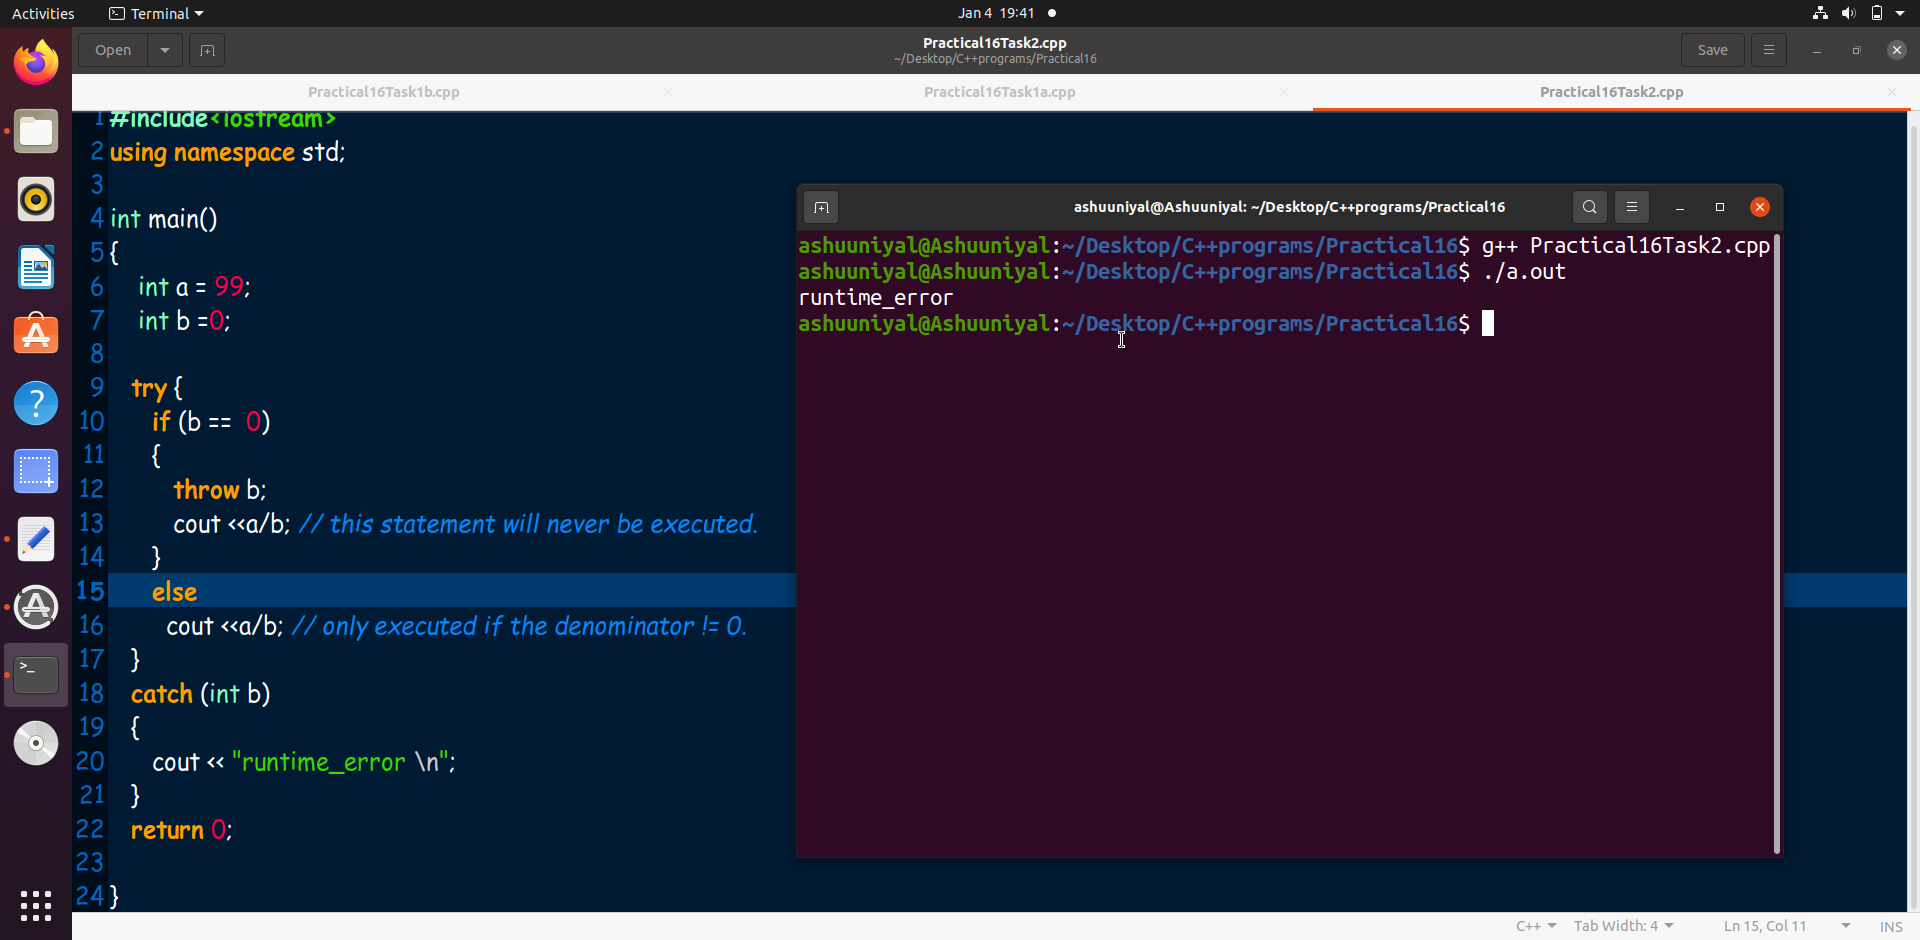 Activities
Terminal
Jan 4 19:41
Open
Practical16Task2.cpp
~/Desktop/C++programs/Practical16
Save
Practical16Task1b.cpp
Practical16Task1a.cpp
Practical16Task2.cpp
1 #include<iostream>
2 using namespace std;
3
4 int main()
5 {
6 int a = 99;
7 int b =0;
8
9 try {
10 if (b == 0)
11 {
12 throw b;
13 cout <<a/b; // this statement will never be executed.
14 }
15 else
16 cout <<a/b; // only executed if the denominator != 0.
17 }
18 catch (int b)
19 {
20 cout << "runtime_error \n";
21 }
22 return 0;
23
24 }
ashuuniyal@Ashuuniyal: ~/Desktop/C++programs/Practical16
ashuuniyal@Ashuuniyal:~/Desktop/C++programs/Practical16$ g++ Practical16Task2.cpp
ashuuniyal@Ashuuniyal:~/Desktop/C++programs/Practical16$ ./a.out
runtime_error
ashuuniyal@Ashuuniyal:~/Desktop/C++programs/Practical16$
C++
Tab Width: 4
Ln 15, Col 11
INS